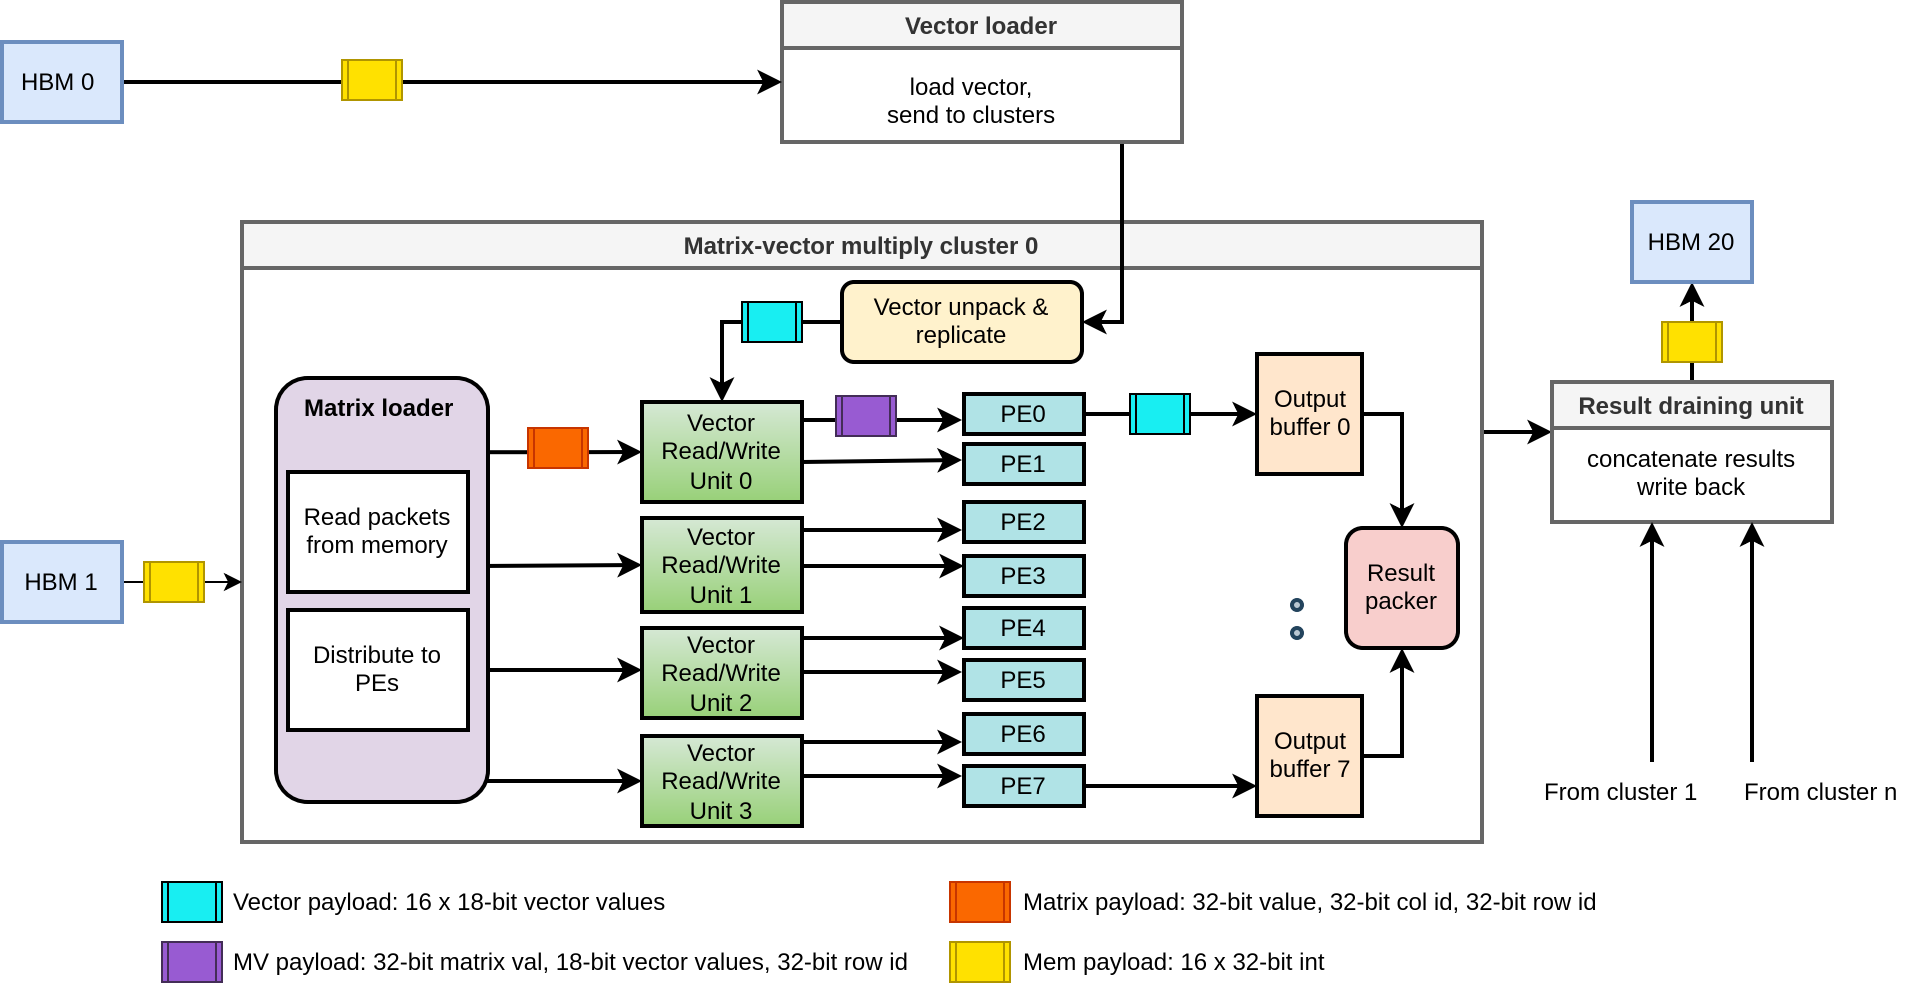 Vector loader
HBM 0
load vector,
send to clusters
HBM 20
Matrix-vector multiply cluster 0
Vector unpack &
replicate
Matrix loader
Read packets
from memory
Distribute to
PEs
HBM 1
Vector
Read/Write
Unit 0
Vector
Read/Write
Unit 1
Vector
Read/Write
Unit 2
Vector
Read/Write
Unit 3
PE0
PE1
PE2
PE3
PE4
PE5
PE6
PE7
Output
buffer 0
Output
buffer 7
Result
packer
Result draining unit
concatenate results
write back
From cluster 1
From cluster n
Vector payload: 16 x 18-bit vector values
Matrix payload: 32-bit value, 32-bit col id, 32-bit row id
MV payload: 32-bit matrix val, 18-bit vector values, 32-bit row id
Mem payload: 16 x 32-bit int